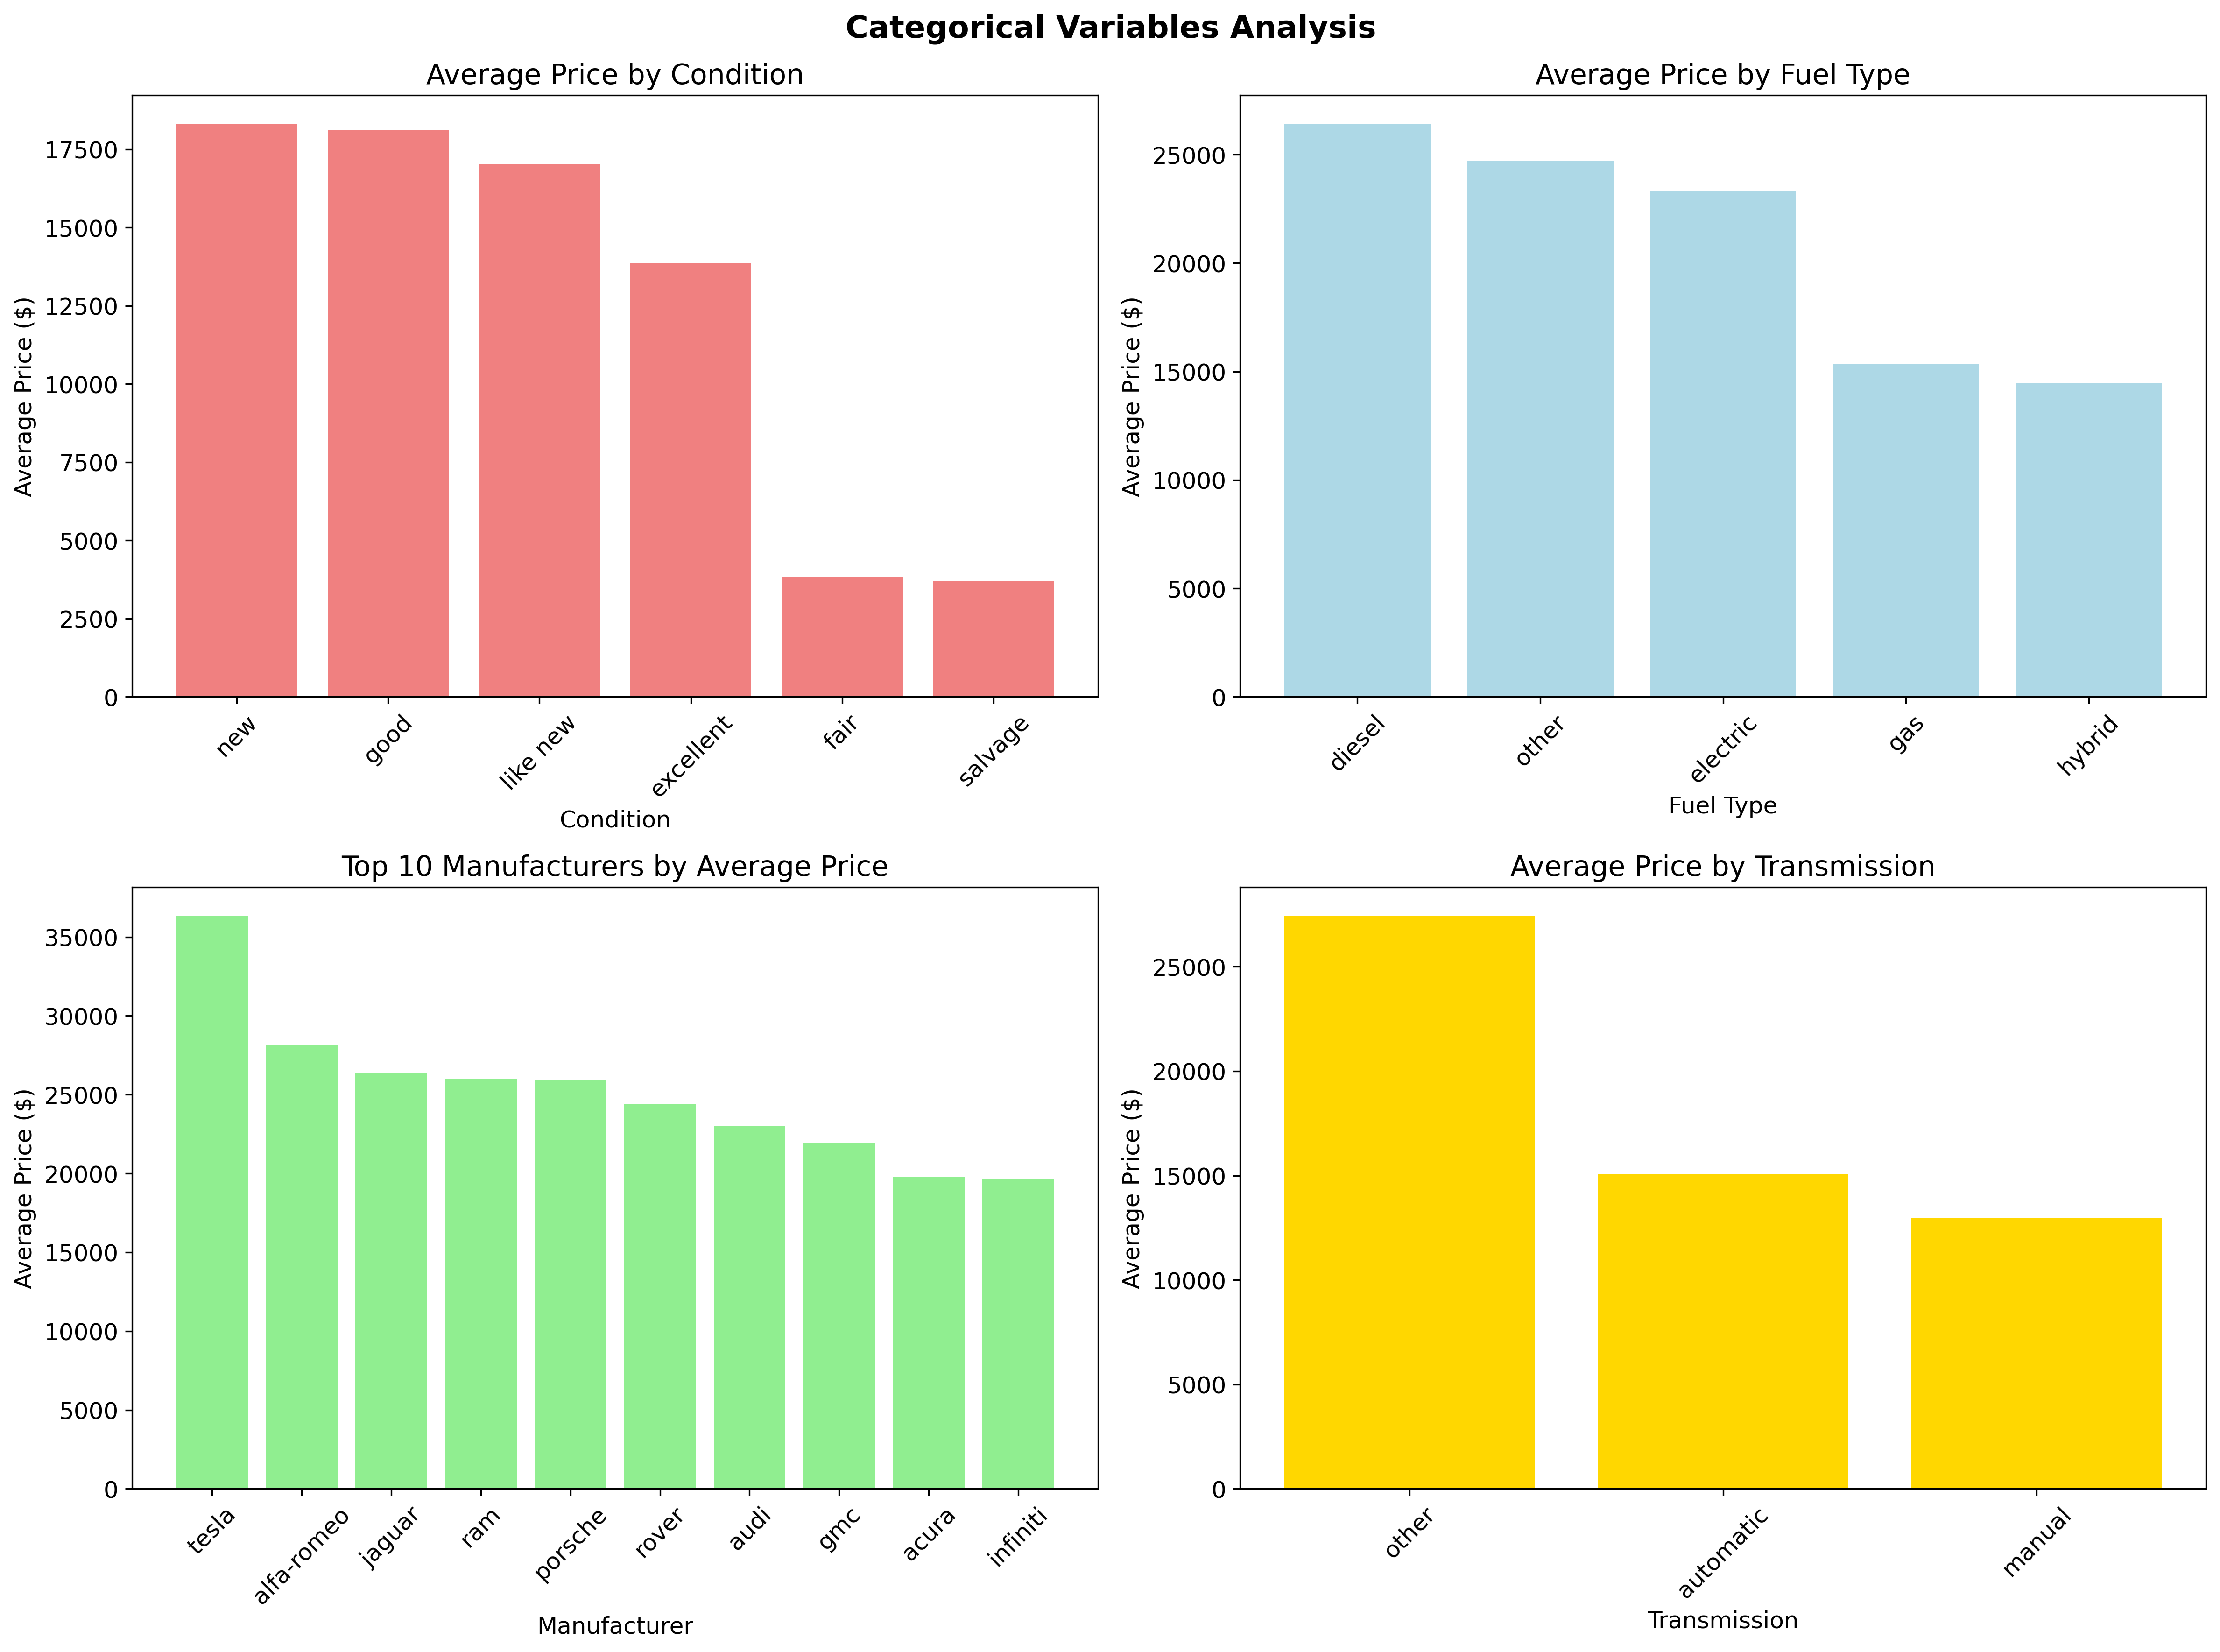 Categorical Variables Analysis
Average Price by Condition
Average Price ($)
17500
15000
12500
10000
7500
5000
2500
0
new
good
like new
excellent
fair
salvage
Condition
Average Price by Fuel Type
Average Price ($)
25000
20000
15000
10000
5000
0
diesel
other
electric
gas
hybrid
Fuel Type
Top 10 Manufacturers by Average Price
Average Price ($)
35000
30000
25000
20000
15000
10000
5000
0
tesla
alfa-romeo
jaguar
ram
porsche
rover
audi
gmc
acura
infiniti
Manufacturer
Average Price by Transmission
Average Price ($)
25000
20000
15000
10000
5000
0
other
automatic
manual
Transmission